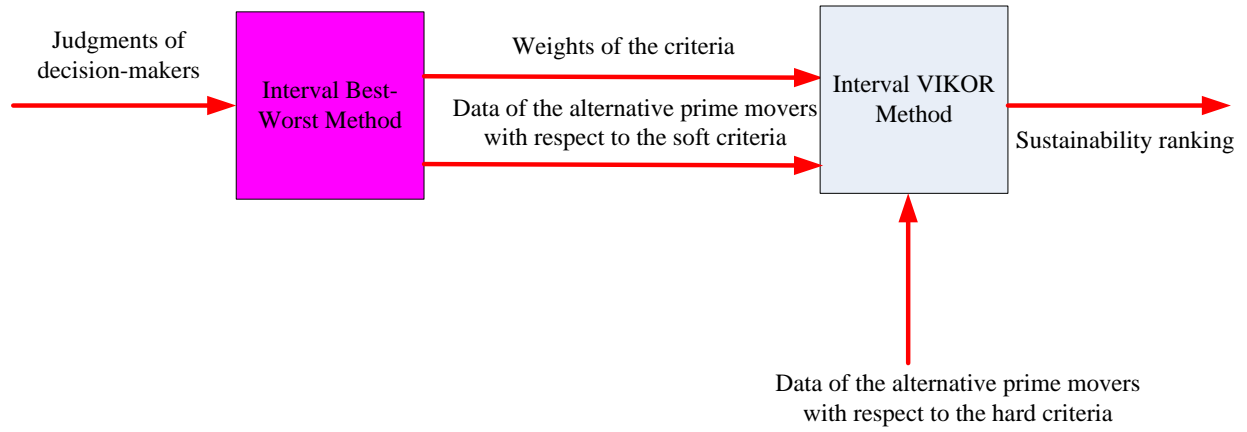 Judgments of
decision-makers
Interval Best-
Worst Method
Weights of the criteria
Data of the alternative prime movers
with respect to the soft criteria
Interval VIKOR
Method
Sustainability ranking
Data of the alternative prime movers
with respect to the hard criteria